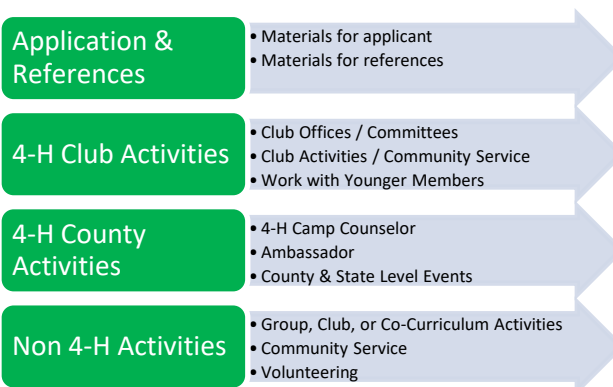 Application &
References
• Materials for applicant
• Materials for references
4-H Club Activities
• Club Offices / Committees
• Club Activities / Community Service
• Work with Younger Members
4-H County
Activities
• 4-H Camp Counselor
• Ambassador
• County & State Level Events
Non 4-H Activities
• Group, Club, or Co-Curriculum Activities
• Community Service
• Volunteering